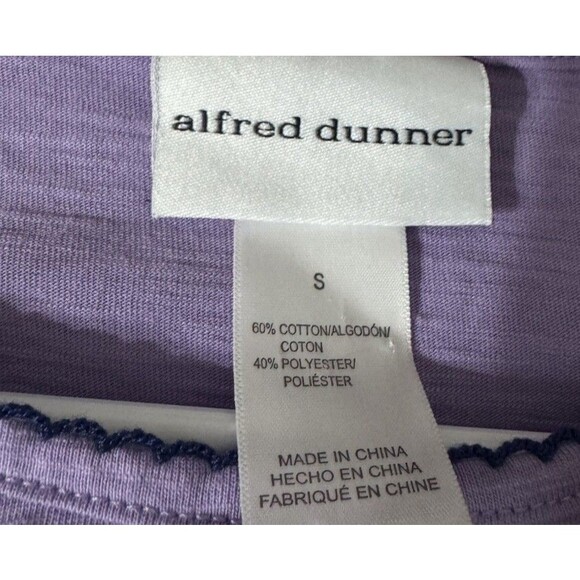 alfred dunner
S
60% COTTON/ALGODÓN/
COTON
40% POLYESTER/
POLIÉSTER
MADE IN CHINA
HECHO EN CHINA
FABRIQUÉ EN CHINE